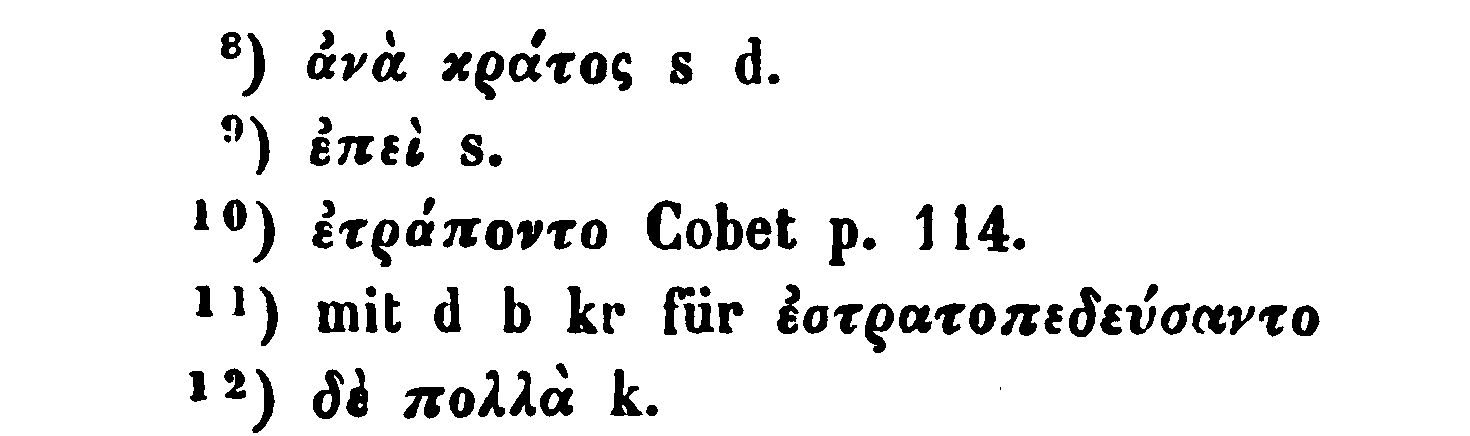 ⁸) ἀνὰ κράτος s d.
⁹) ἐπεὶ s.
¹⁰) ἐτράποντο Cobet p. 114.
¹¹) mit d b kr für ἐστρατοπεδεύσαντο
¹²) δὲ πολλὰ k.